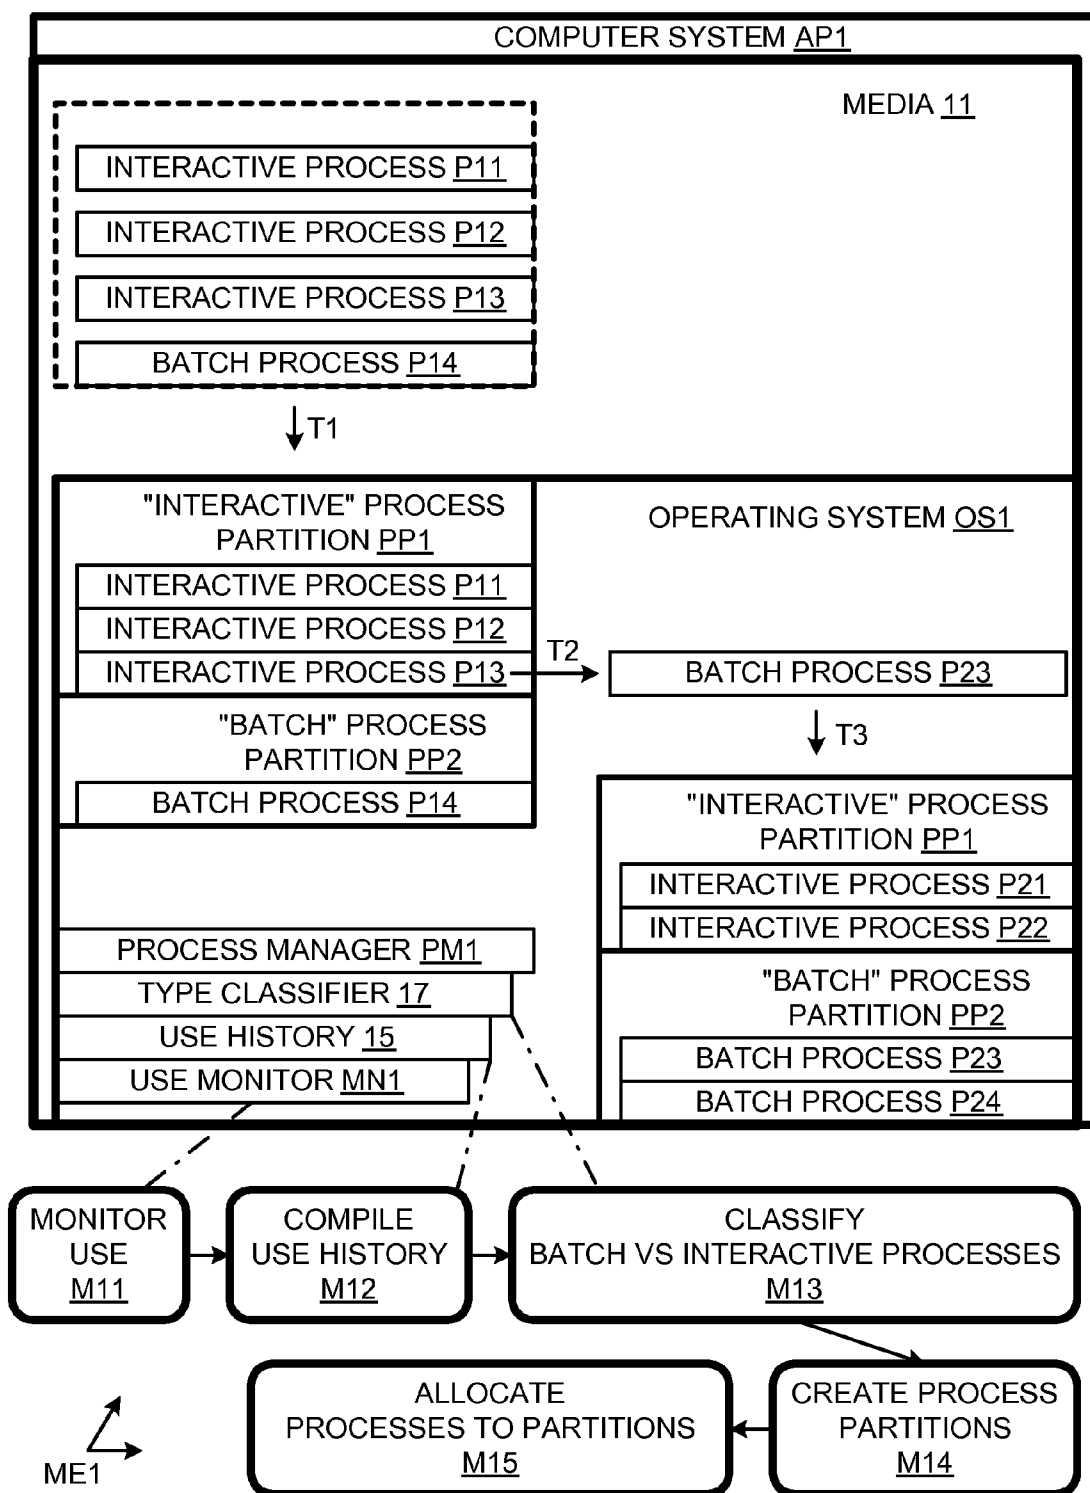 COMPUTER SYSTEM AP1
MEDIA 11
INTERACTIVE PROCESS P11
INTERACTIVE PROCESS P12
INTERACTIVE PROCESS P13
BATCH PROCESS P14
T1
"INTERACTIVE" PROCESS
PARTITION PP1
INTERACTIVE PROCESS P11
INTERACTIVE PROCESS P12
INTERACTIVE PROCESS P13
"BATCH" PROCESS
PARTITION PP2
BATCH PROCESS P14
OPERATING SYSTEM OS1
T2
BATCH PROCESS P23
T3
"INTERACTIVE" PROCESS
PARTITION PP1
INTERACTIVE PROCESS P21
INTERACTIVE PROCESS P22
"BATCH" PROCESS
PARTITION PP2
BATCH PROCESS P23
BATCH PROCESS P24
PROCESS MANAGER PM1
TYPE CLASSIFIER 17
USE HISTORY 15
USE MONITOR MN1
MONITOR
USE
M11
COMPILE
USE HISTORY
M12
CLASSIFY
BATCH VS INTERACTIVE PROCESSES
M13
CREATE PROCESS
PARTITIONS
M14
ALLOCATE
PROCESSES TO PARTITIONS
M15
ME1